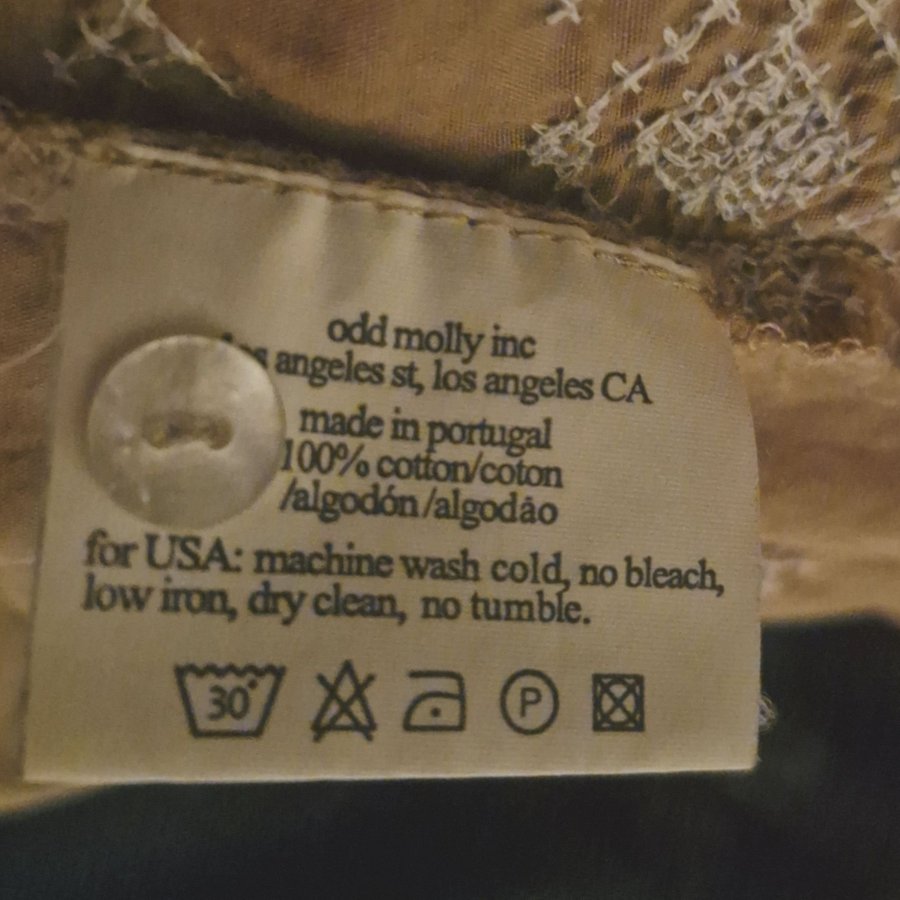 odd molly inc
angeles st, los angeles CA
made in portugal
100% cotton/coton
/algodón/algodão
for USA: machine wash cold, no bleach,
low iron, dry clean, no tumble.
30° P